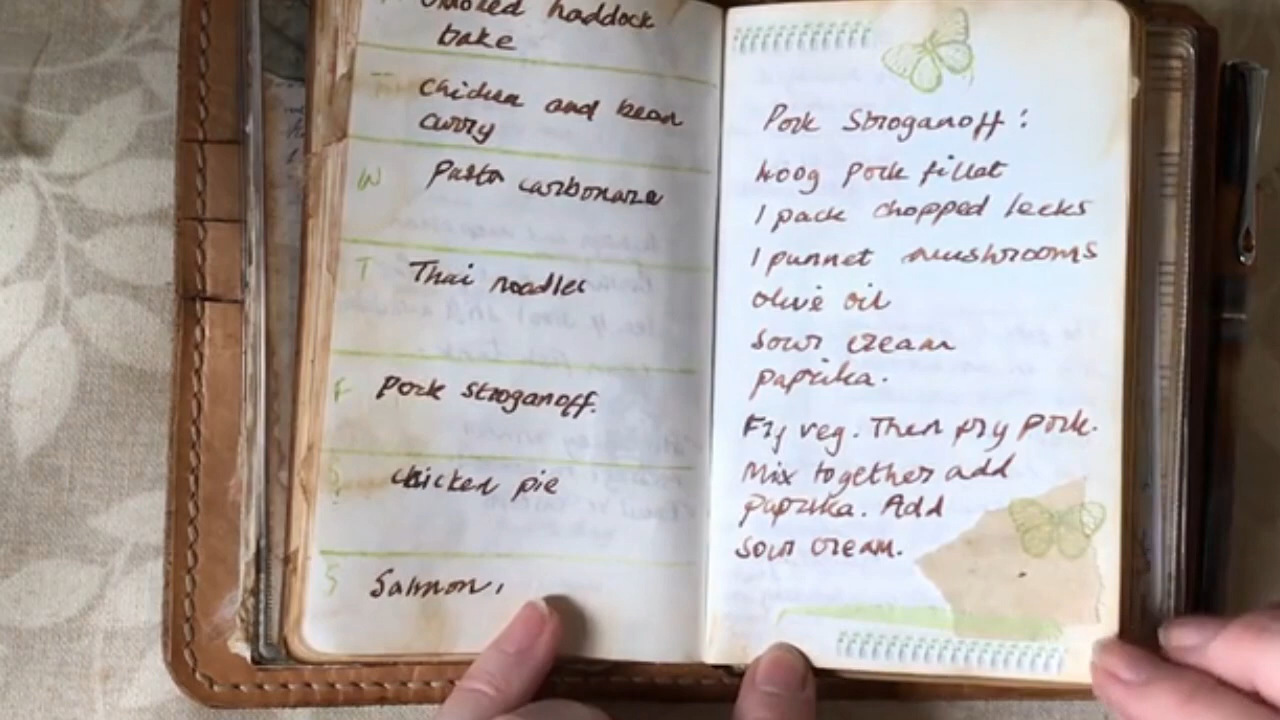 Smoked haddock
bake
T
Chicken and bean
curry
W
Pasta carbonara
T
Thai noodles
F
Pork stroganoff.
S
Chicken pie
S
Salmon,
Pork Stroganoff:
400g Pork fillet
1 pack chopped leeks
1 punnet mushrooms
Olive oil
Sour cream
paprika.
Fry veg. Then fry pork.
Mix together add
paprika. Add
Sour cream.